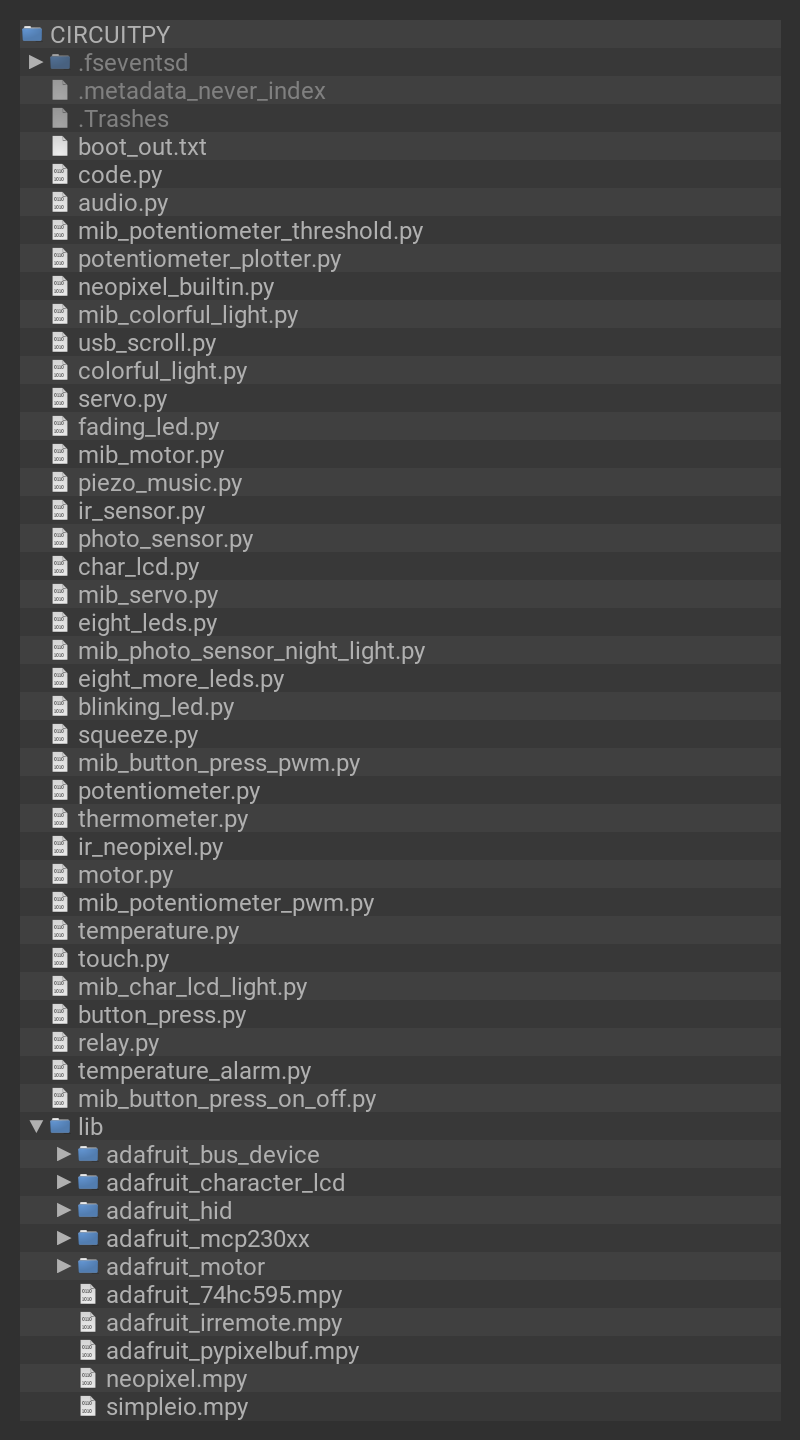 CIRCUITPY
.fseventsd
.metadata_never_index
.Trashes
boot_out.txt
code.py
audio.py
mib_potentiometer_threshold.py
potentiometer_plotter.py
neopixel_builtin.py
mib_colorful_light.py
usb_scroll.py
colorful_light.py
servo.py
fading_led.py
mib_motor.py
piezo_music.py
ir_sensor.py
photo_sensor.py
char_lcd.py
mib_servo.py
eight_leds.py
mib_photo_sensor_night_light.py
eight_more_leds.py
blinking_led.py
squeeze.py
mib_button_press_pwm.py
potentiometer.py
thermometer.py
ir_neopixel.py
motor.py
mib_potentiometer_pwm.py
temperature.py
touch.py
mib_char_lcd_light.py
button_press.py
relay.py
temperature_alarm.py
mib_button_press_on_off.py
lib
adafruit_bus_device
adafruit_character_lcd
adafruit_hid
adafruit_mcp230xx
adafruit_motor
adafruit_74hc595.mpy
adafruit_irremote.mpy
adafruit_pypixelbuf.mpy
neopixel.mpy
simpleio.mpy